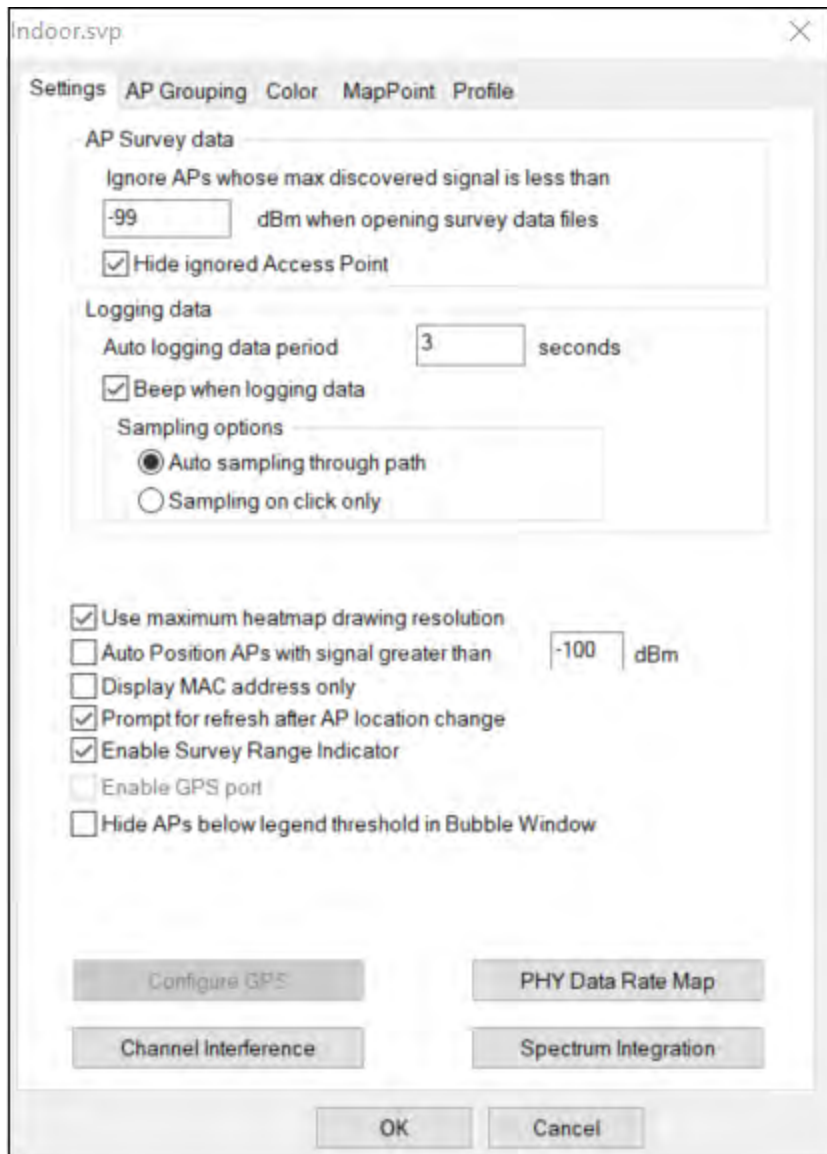 Indoor.svp
Settings AP Grouping Color MapPoint Profile
AP Survey data
Ignore APs whose max discovered signal is less than
-99 dBm when opening survey data files
Hide ignored Access Point
Logging data
Auto logging data period 3 seconds
Beep when logging data
Sampling options
Auto sampling through path
Sampling on click only
Use maximum heatmap drawing resolution
Auto Position APs with signal greater than -100 dBm
Display MAC address only
Prompt for refresh after AP location change
Enable Survey Range Indicator
Enable GPS port
Hide APs below legend threshold in Bubble Window
Configure GPS PHY Data Rate Map
Channel Interference Spectrum Integration
OK Cancel